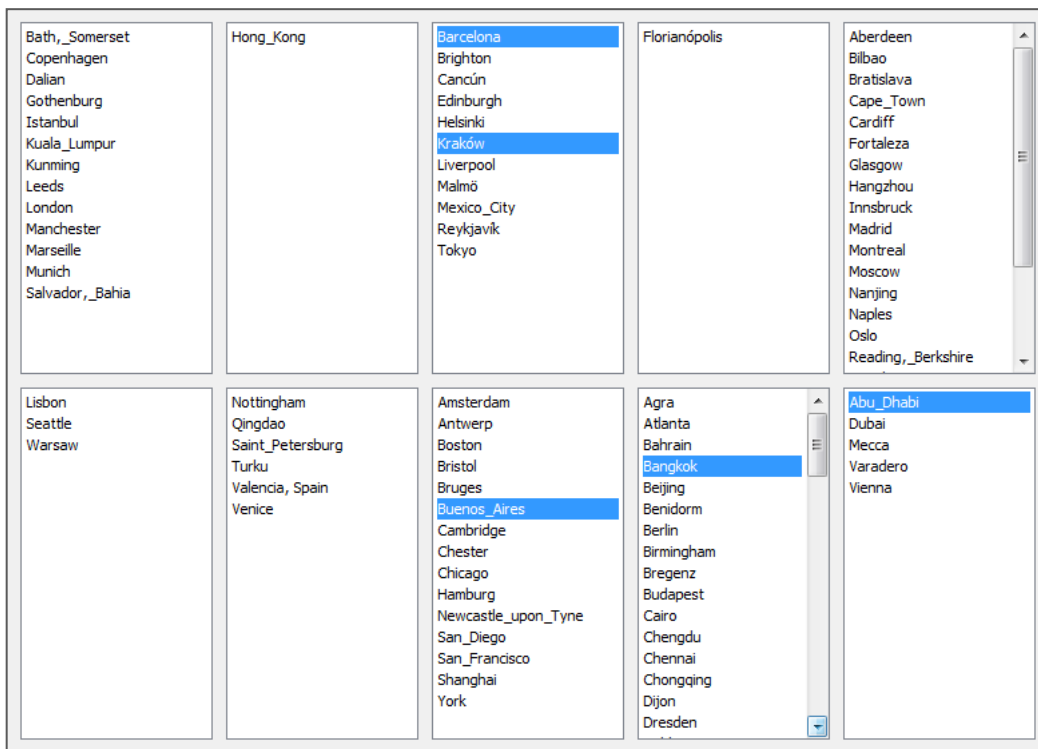 Bath,_Somerset
Copenhagen
Dalian
Gothenburg
Istanbul
Kuala_Lumpur
Kunming
Leeds
London
Manchester
Marseille
Munich
Salvador,_Bahia
Hong_Kong
Barcelona
Brighton
Cancún
Edinburgh
Helsinki
Kraków
Liverpool
Malmö
Mexico_City
Reykjavík
Tokyo
Florianópolis
Aberdeen
Bilbao
Bratislava
Cape_Town
Cardiff
Fortaleza
Glasgow
Hangzhou
Innsbruck
Madrid
Montreal
Moscow
Nanjing
Naples
Oslo
Reading,_Berkshire
Lisbon
Seattle
Warsaw
Nottingham
Qingdao
Saint_Petersburg
Turku
Valencia, Spain
Venice
Amsterdam
Antwerp
Boston
Bristol
Bruges
Buenos_Aires
Cambridge
Chester
Chicago
Hamburg
Newcastle_upon_Tyne
San_Diego
San_Francisco
Shanghai
York
Agra
Atlanta
Bahrain
Bangkok
Beijing
Benidorm
Berlin
Birmingham
Bregenz
Budapest
Cairo
Chengdu
Chennai
Chongqing
Dijon
Dresden
Abu_Dhabi
Dubai
Mecca
Varadero
Vienna